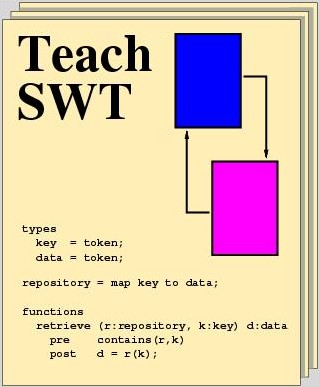 Teach
SWT
types
key = token;
data = token;
repository = map key to data;
functions
retrieve (r:repository, k:key) d:data
pre contains(r,k)
post d = r(k);